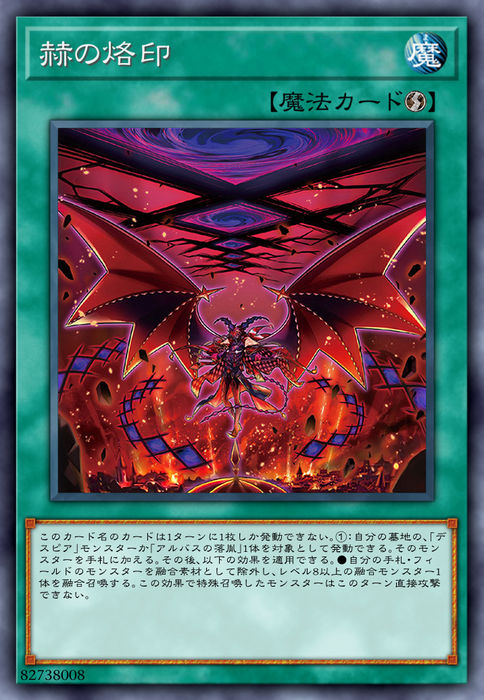 赫の烙印
魔
【魔法カード】
このカード名のカードは1ターンに1枚しか発動できない。①:自分の墓地の、「デ
スピア」モンスターか「アルバスの落胤」1体を対象として発動できる。そのモン
スターを手札に加える。その後、以下の効果を適用できる。●自分の手札・フィ
ールドのモンスターを融合素材として除外し、レベル8以上の融合モンスター1
体を融合召喚する。この効果で特殊召喚したモンスターはこのターン直接攻撃
できない。
82738008